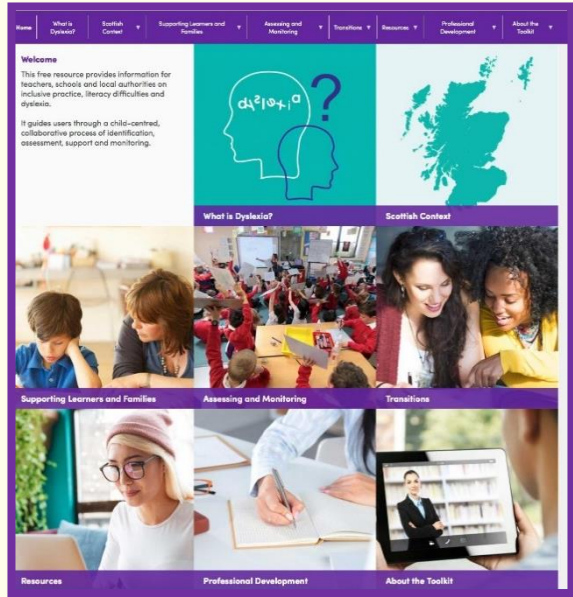 Home
What is
Dyslexia?
Scottish
Context
Supporting Learners and
Families
Assessing and
Monitoring
Transitions
Resources
Professional
Development
About the
Toolkit
Welcome
This free resource provides information for
teachers, schools and local authorities on
inclusive practice, literacy difficulties and
dyslexia.
It guides users through a child-centred,
collaborative process of identification,
assessment, support and monitoring.
?
What is Dyslexia?
Scottish Context
Supporting Learners and Families
Assessing and Monitoring
Transitions
Resources
Professional Development
About the Toolkit